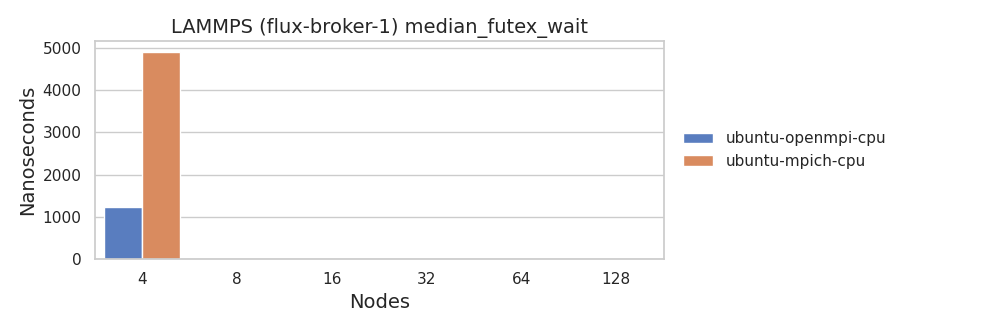 LAMMPS (flux-broker-1) median_futex_wait
Nanoseconds
5000
4000
3000
2000
1000
0
4 8 16 32 64 128
Nodes
ubuntu-openmpi-cpu
ubuntu-mpich-cpu